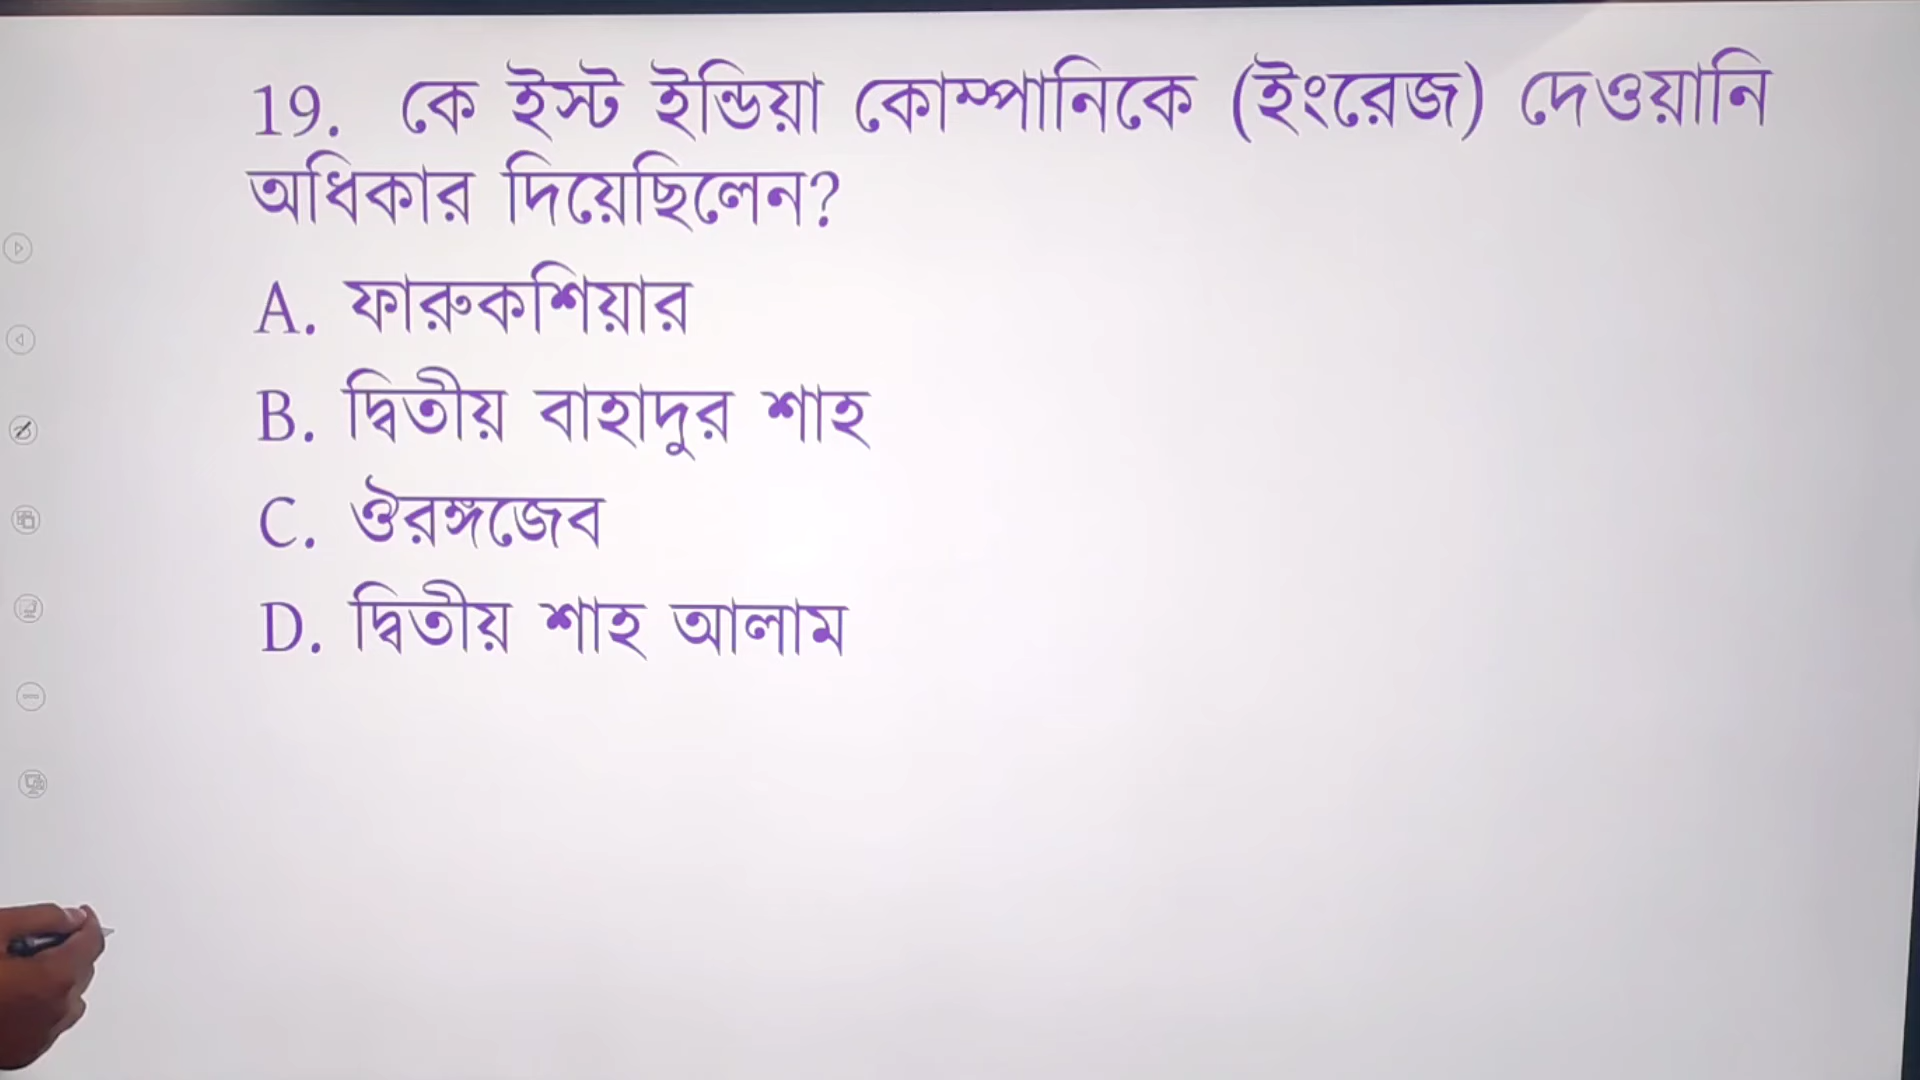 19. কে ইস্ট ইন্ডিয়া কোম্পানিকে (ইংরেজ) দেওয়ানি
অধিকার দিয়েছিলেন?
A. ফারুকশিয়ার
B. দ্বিতীয় বাহাদুর শাহ
C. ঔরঙ্গজেব
D. দ্বিতীয় শাহ আলাম